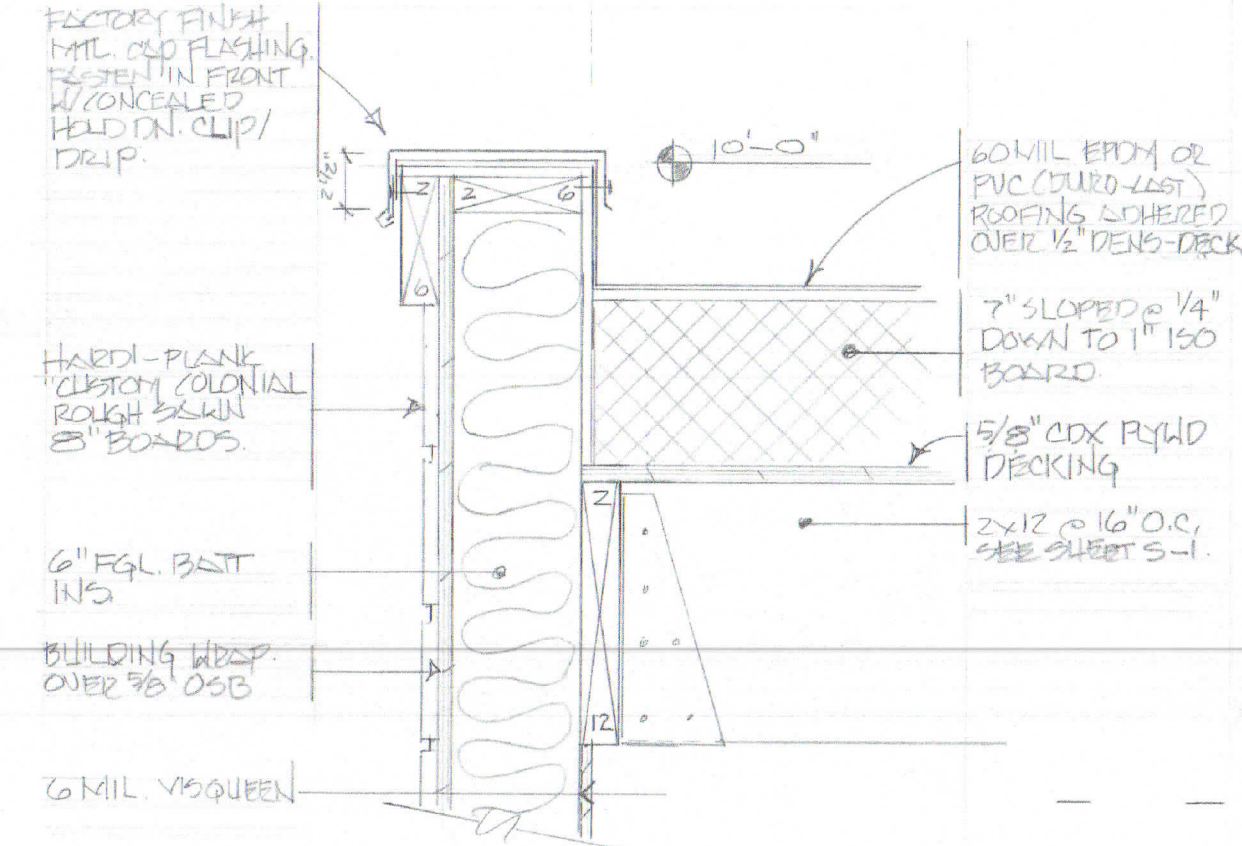 FACTORY FINISH
MTL. CAP FLASHING.
FASTEN IN FRONT
W/CONCEALED
HOLD DN. CLIP/
DRIP.
2 1/2"
10'-0"
2
2
6
6
60 MIL EPDM OR
PVC (DURO-LAST)
ROOFING ADHERED
OVER 1/2" DENS-DECK
7" SLOPED @ 1/4"
DOWN TO 1" ISO
BOARD.
HARDI-PLANK
"CUSTOM COLONIAL
ROUGH SAWN
8" BOARDS.
5/8" CDX PLYWD
DECKING
2
2x12 @ 16" O.C.
SEE SHEET S-1.
6" FGL. BATT
INS.
BUILDING WRAP
OVER 5/8 OSB
12
6 MIL. VISQUEEN